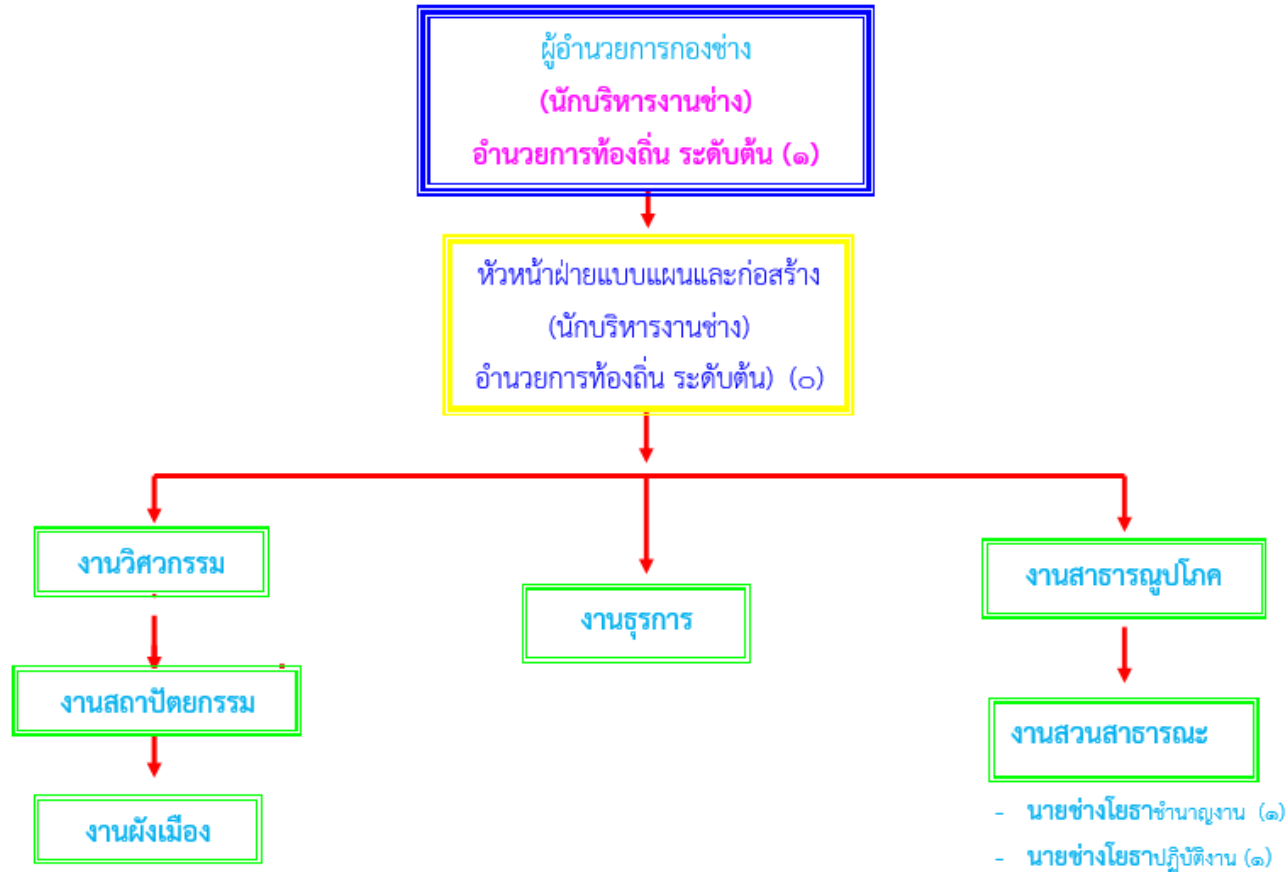 ผู้อำนวยการกองช่าง
(นักบริหารงานช่าง)
อำนวยการท้องถิ่น ระดับต้น (๑)
หัวหน้าฝ่ายแบบแผนและก่อสร้าง
(นักบริหารงานช่าง)
อำนวยการท้องถิ่น ระดับต้น) (๐)
งานวิศวกรรม
งานสถาปัตยกรรม
งานผังเมือง
งานธุรการ
งานสาธารณูปโภค
งานสวนสาธารณะ
- นายช่างโยธาชำนาญงาน (๑)
- นายช่างโยธาปฏิบัติงาน (๑)